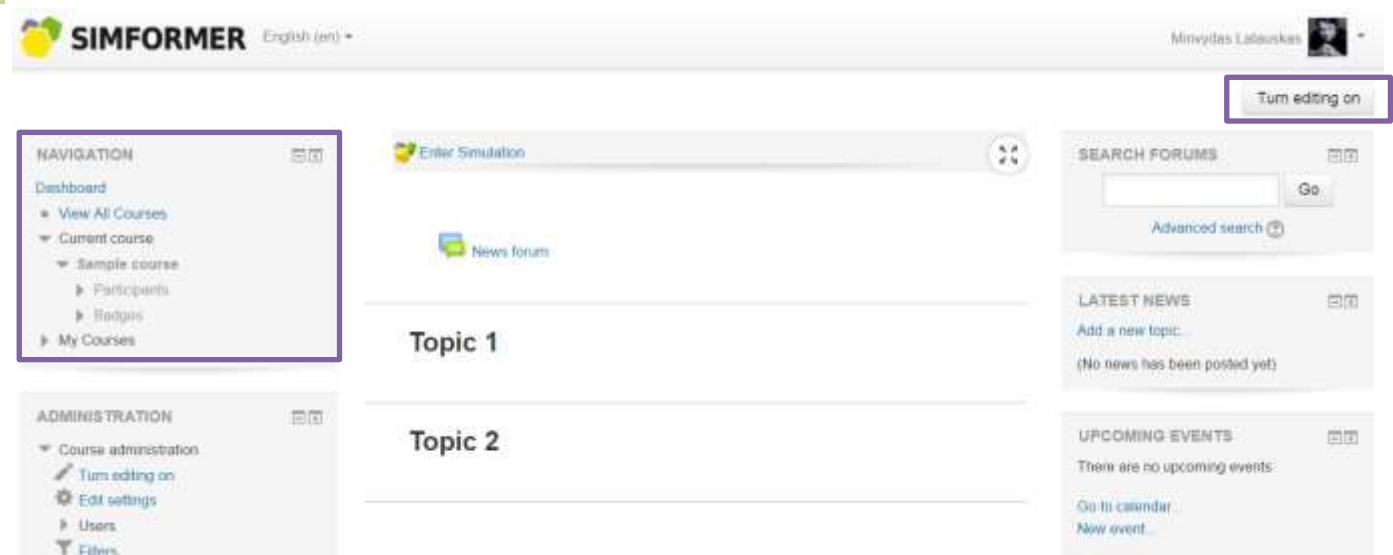 SIMFORMER English (en)
Minvydas Lalauskas
Turn editing on
NAVIGATION
Dashboard
View All Courses
Current course
Sample course
Participants
Badges
My Courses
ADMINISTRATION
Course administration
Turn editing on
Edit settings
Users
Filters
Enter Simulation
News forum
Topic 1
Topic 2
SEARCH FORUMS
Go
Advanced search
LATEST NEWS
Add a new topic...
(No news has been posted yet)
UPCOMING EVENTS
There are no upcoming events
Go to calendar...
New event...